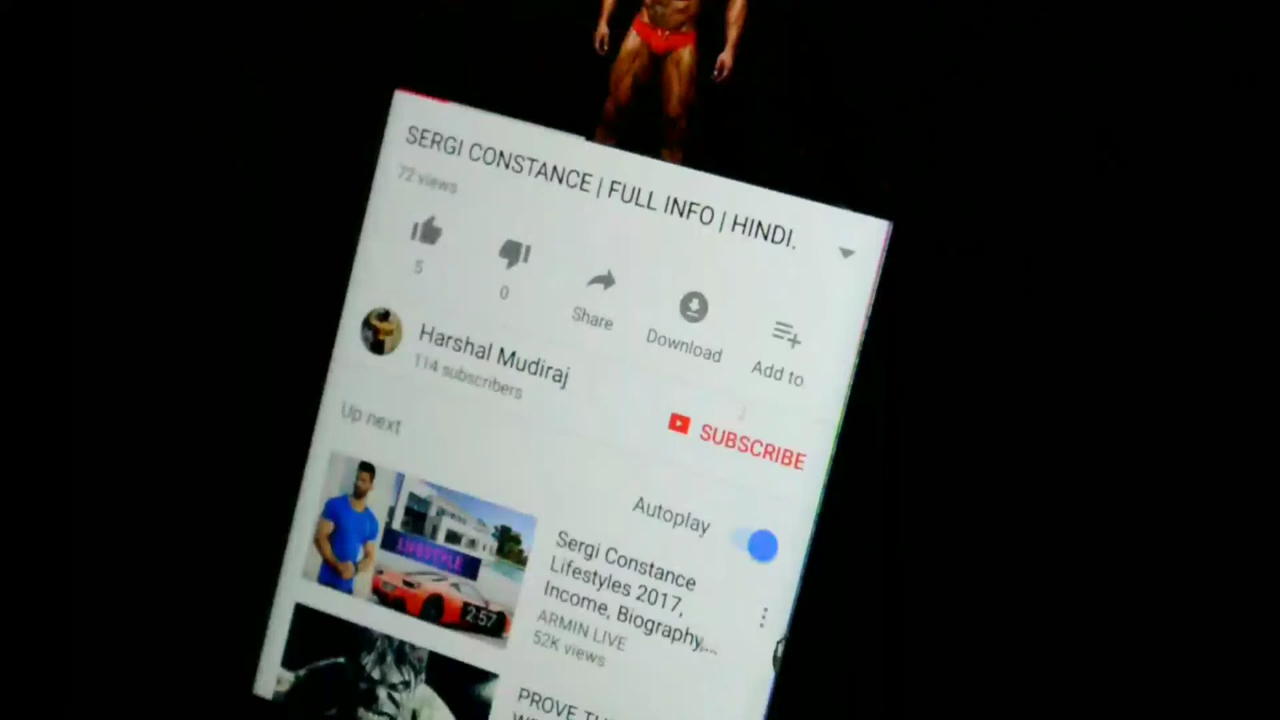 SERGI CONSTANCE | FULL INFO | HINDI.
72 views
5
0
Share
Download
Add to
Harshal Mudiraj
114 subscribers
SUBSCRIBE
Up next
Autoplay
LIFESTYLE
2:57
Sergi Constance
Lifestyles 2017,
Income, Biography,...
ARMIN LIVE
52K views
PROVE